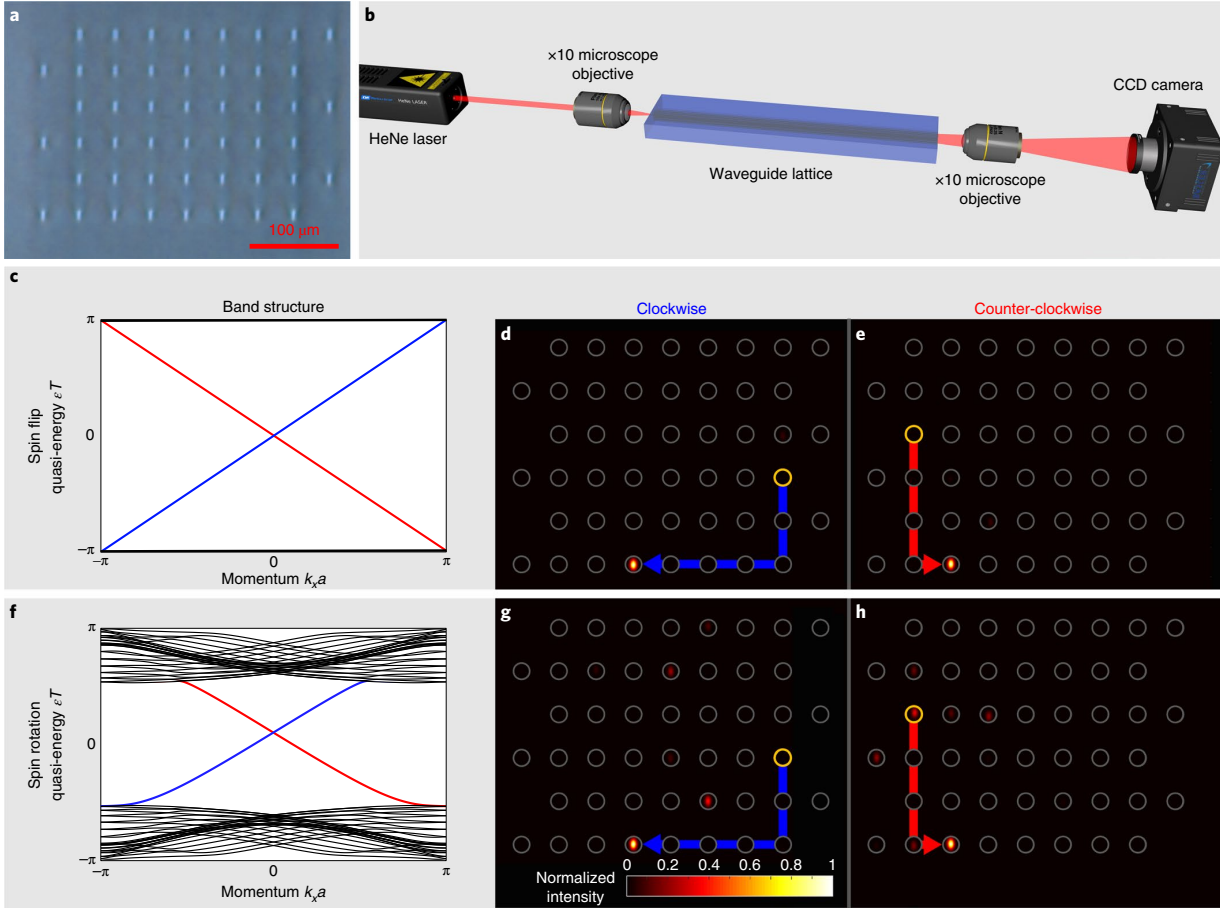 a
100 μm
b
×10 microscope
objective
CCD camera
HeNe LASER
HeNe laser
Waveguide lattice
×10 microscope
objective
c
Band structure
Clockwise
Counter-clockwise
Spin flip
quasi-energy εT
π
0
−π
−π
0
π
Momentum kₓa
d
e
f
Spin rotation
quasi-energy εT
π
0
−π
−π
0
π
Momentum kₓa
g
h
Normalized
intensity
0
0.2
0.4
0.6
0.8
1